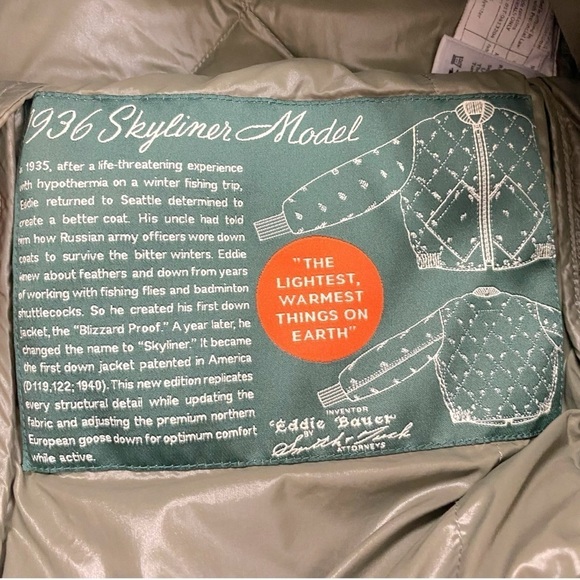 1936 Skyliner Model
1935, after a life-threatening experience
with hypothermia on a winter fishing trip,
Eddie returned to Seattle determined to
create a better coat. His uncle had told
him how Russian army officers wore down
coats to survive the bitter winters. Eddie
knew about feathers and down from years
of working with fishing flies and badminton
shuttlecocks. So he created his first down
jacket, the "Blizzard Proof." A year later, he
changed the name to "Skyliner." It became
the first down jacket patented in America
(D119,122; 1940). This new edition replicates
every structural detail while updating the
fabric and adjusting the premium northern
European goose down for optimum comfort
while active.
"THE
LIGHTEST,
WARMEST
THINGS ON
EARTH"
INVENTOR
Eddie Bauer
BY
Smith & Tuck
ATTORNEYS